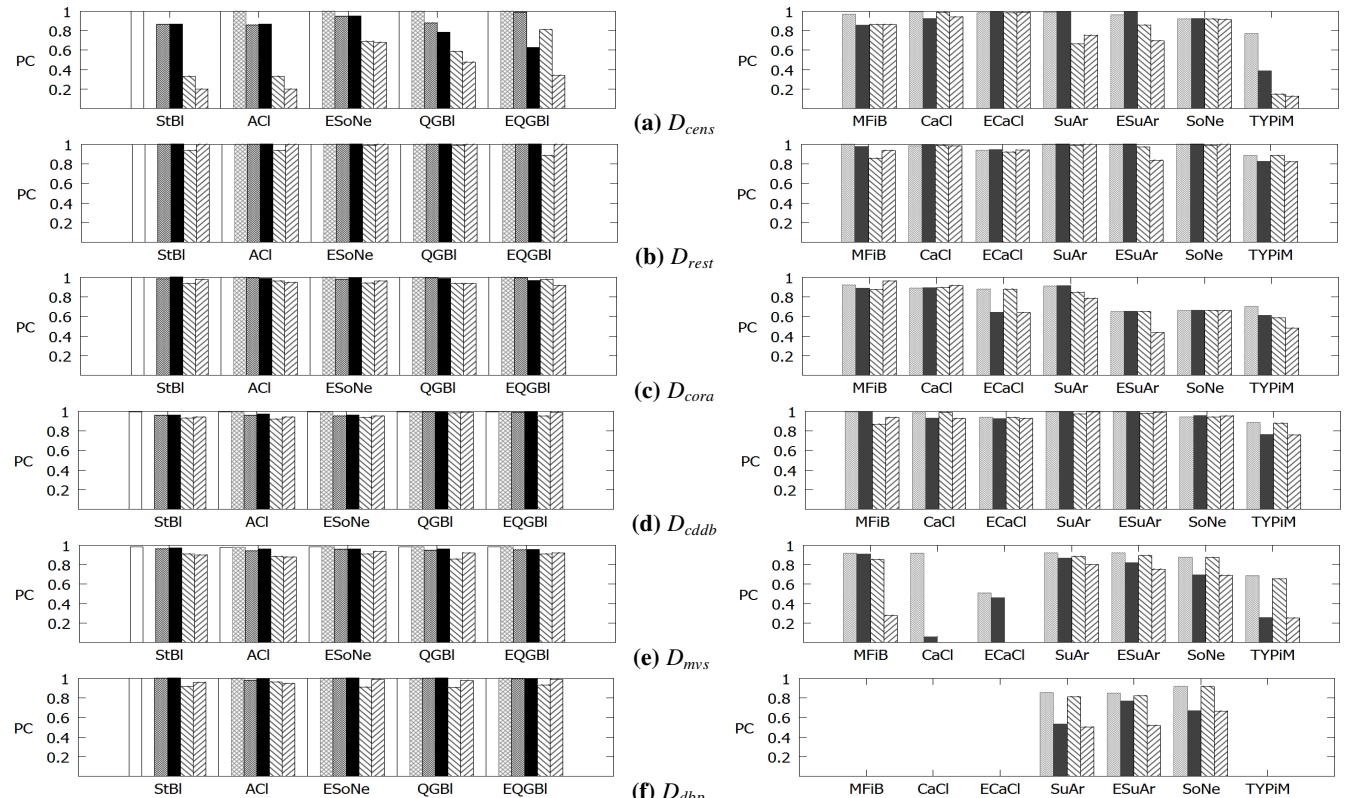 1 1
0.8 0.8
PC 0.6 PC 0.6
0.4 0.4
0.2 0.2
StBl ACl ESoNe QGBl EQGBl MFiB CaCl ECaCl SuAr ESuAr SoNe TYPiM
(a) D_cens
1 1
0.8 0.8
PC 0.6 PC 0.6
0.4 0.4
0.2 0.2
StBl ACl ESoNe QGBl EQGBl MFiB CaCl ECaCl SuAr ESuAr SoNe TYPiM
(b) D_rest
1 1
0.8 0.8
PC 0.6 PC 0.6
0.4 0.4
0.2 0.2
StBl ACl ESoNe QGBl EQGBl MFiB CaCl ECaCl SuAr ESuAr SoNe TYPiM
(c) D_cora
1 1
0.8 0.8
PC 0.6 PC 0.6
0.4 0.4
0.2 0.2
StBl ACl ESoNe QGBl EQGBl MFiB CaCl ECaCl SuAr ESuAr SoNe TYPiM
(d) D_cddb
1 1
0.8 0.8
PC 0.6 PC 0.6
0.4 0.4
0.2 0.2
StBl ACl ESoNe QGBl EQGBl MFiB CaCl ECaCl SuAr ESuAr SoNe TYPiM
(e) D_mvs
1 1
0.8 0.8
PC 0.6 PC 0.6
0.4 0.4
0.2 0.2
StBl ACl ESoNe QGBl EQGBl MFiB CaCl ECaCl SuAr ESuAr SoNe TYPiM
(f) D_dbp